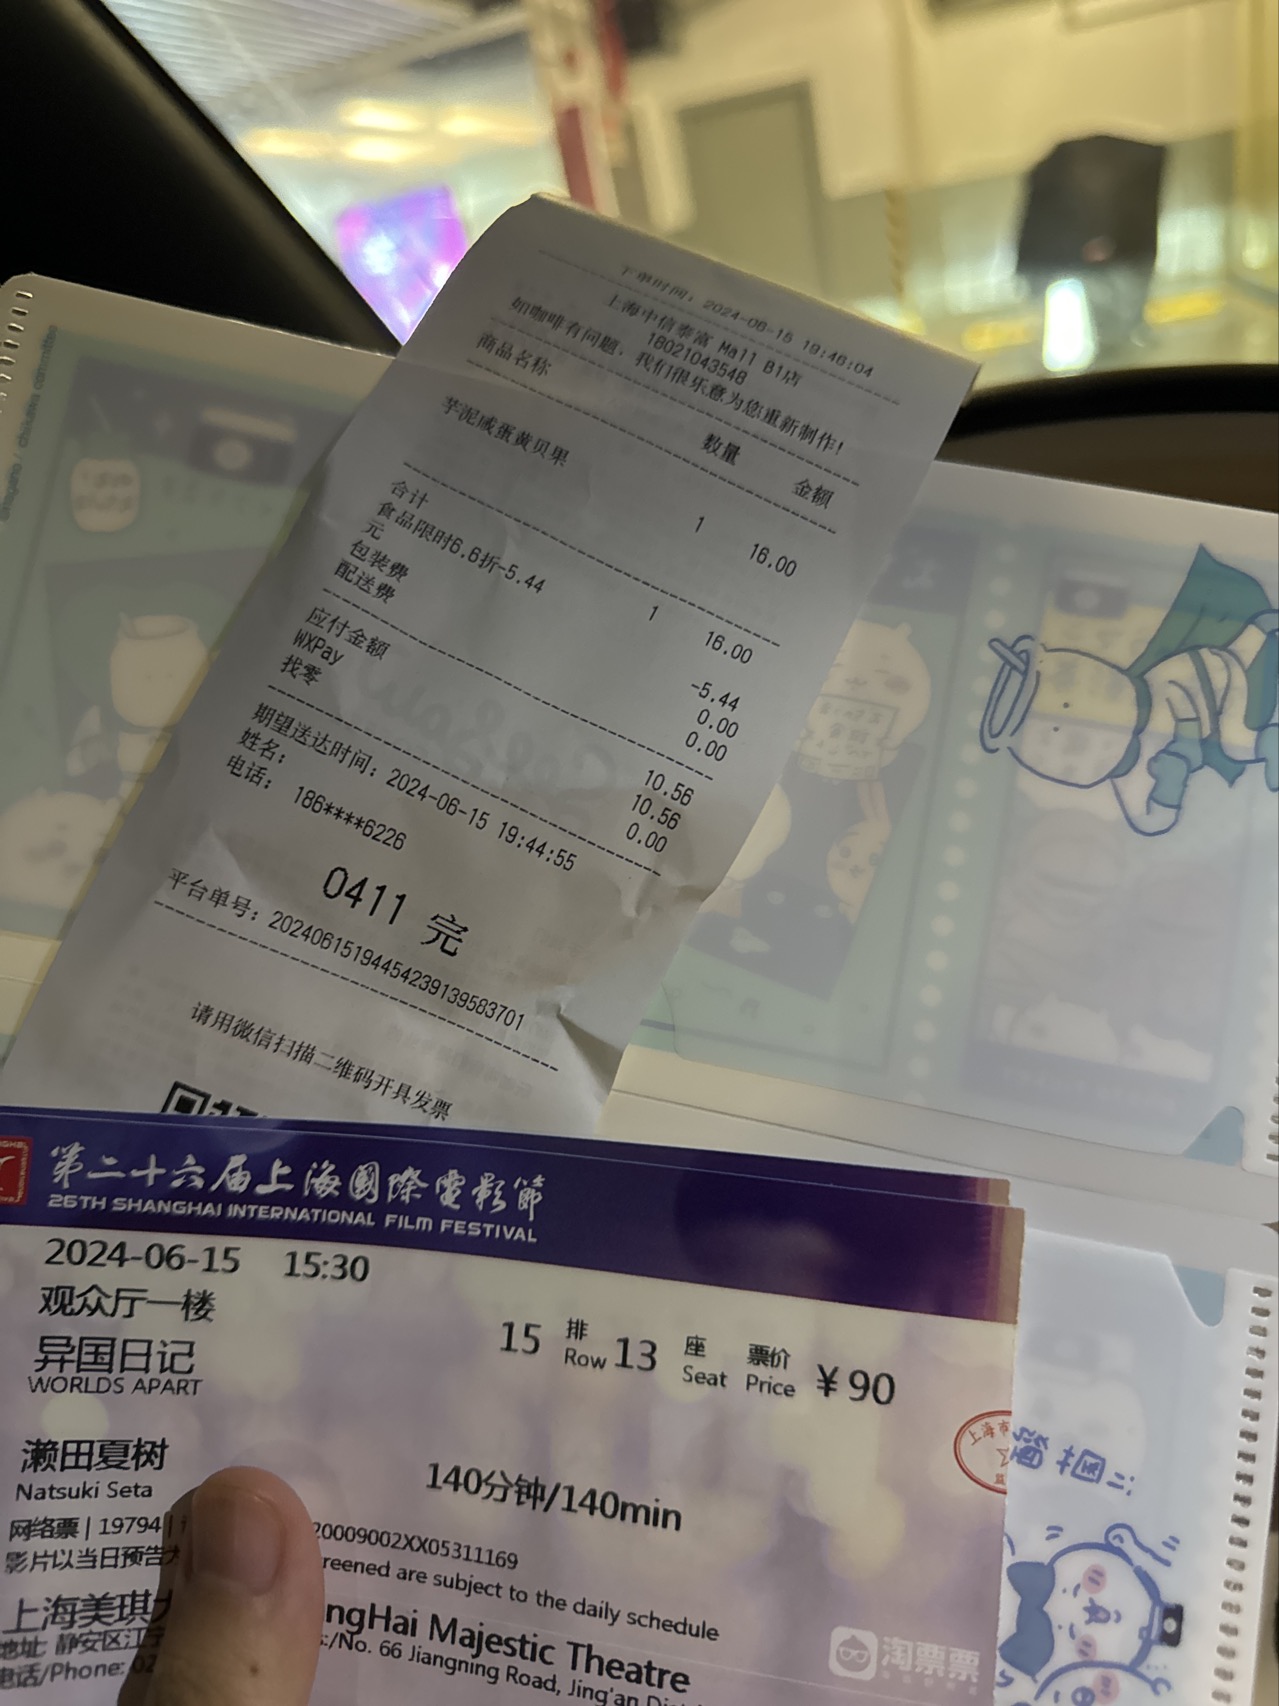 下单时间：2024-06-15 19:46:04
上海中信泰富 Mall B1店
18021043548
如咖啡有问题，我们很乐意为您重新制作！
商品名称 数量 金额
芋泥咸蛋黄贝果 1 16.00
合计 1 16.00
食品限时6.6折-5.44 -5.44
元
包装费 0.00
配送费 0.00
应付金额 10.56
WXPay 10.56
找零 0.00
期望送达时间：2024-06-15 19:44:55
姓名：
电话： 186****6226
0411 完
平台单号：20240615194454239139583701
请用微信扫描二维码开具发票
第二十六届上海國際電影節
26TH SHANGHAI INTERNATIONAL FILM FESTIVAL
2024-06-15 15:30
观众厅一楼
15 排 Row 13 座 Seat 票价 Price ￥90
异国日记
WORLDS APART
濑田夏树
Natsuki Seta
140分钟/140min
网络票 | 19794 |
20009002XX05311169
影片以当日预告
reened are subject to the daily schedule
上海美琪
ngHai Majestic Theatre
地址: 静安区江宁
:/No. 66 Jiangning Road, Jing'an
电话/Phone: 02
淘票票
上海市